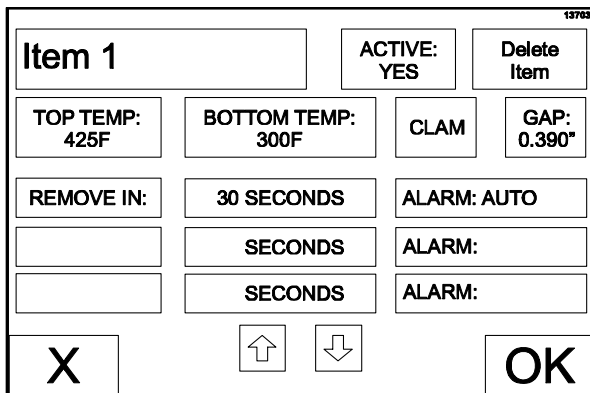 13703
Item 1
ACTIVE:
YES
Delete
Item
TOP TEMP:
425F
BOTTOM TEMP:
300F
CLAM
GAP:
0.390"
REMOVE IN:
30 SECONDS
ALARM: AUTO
SECONDS
ALARM:
SECONDS
ALARM:
X
OK